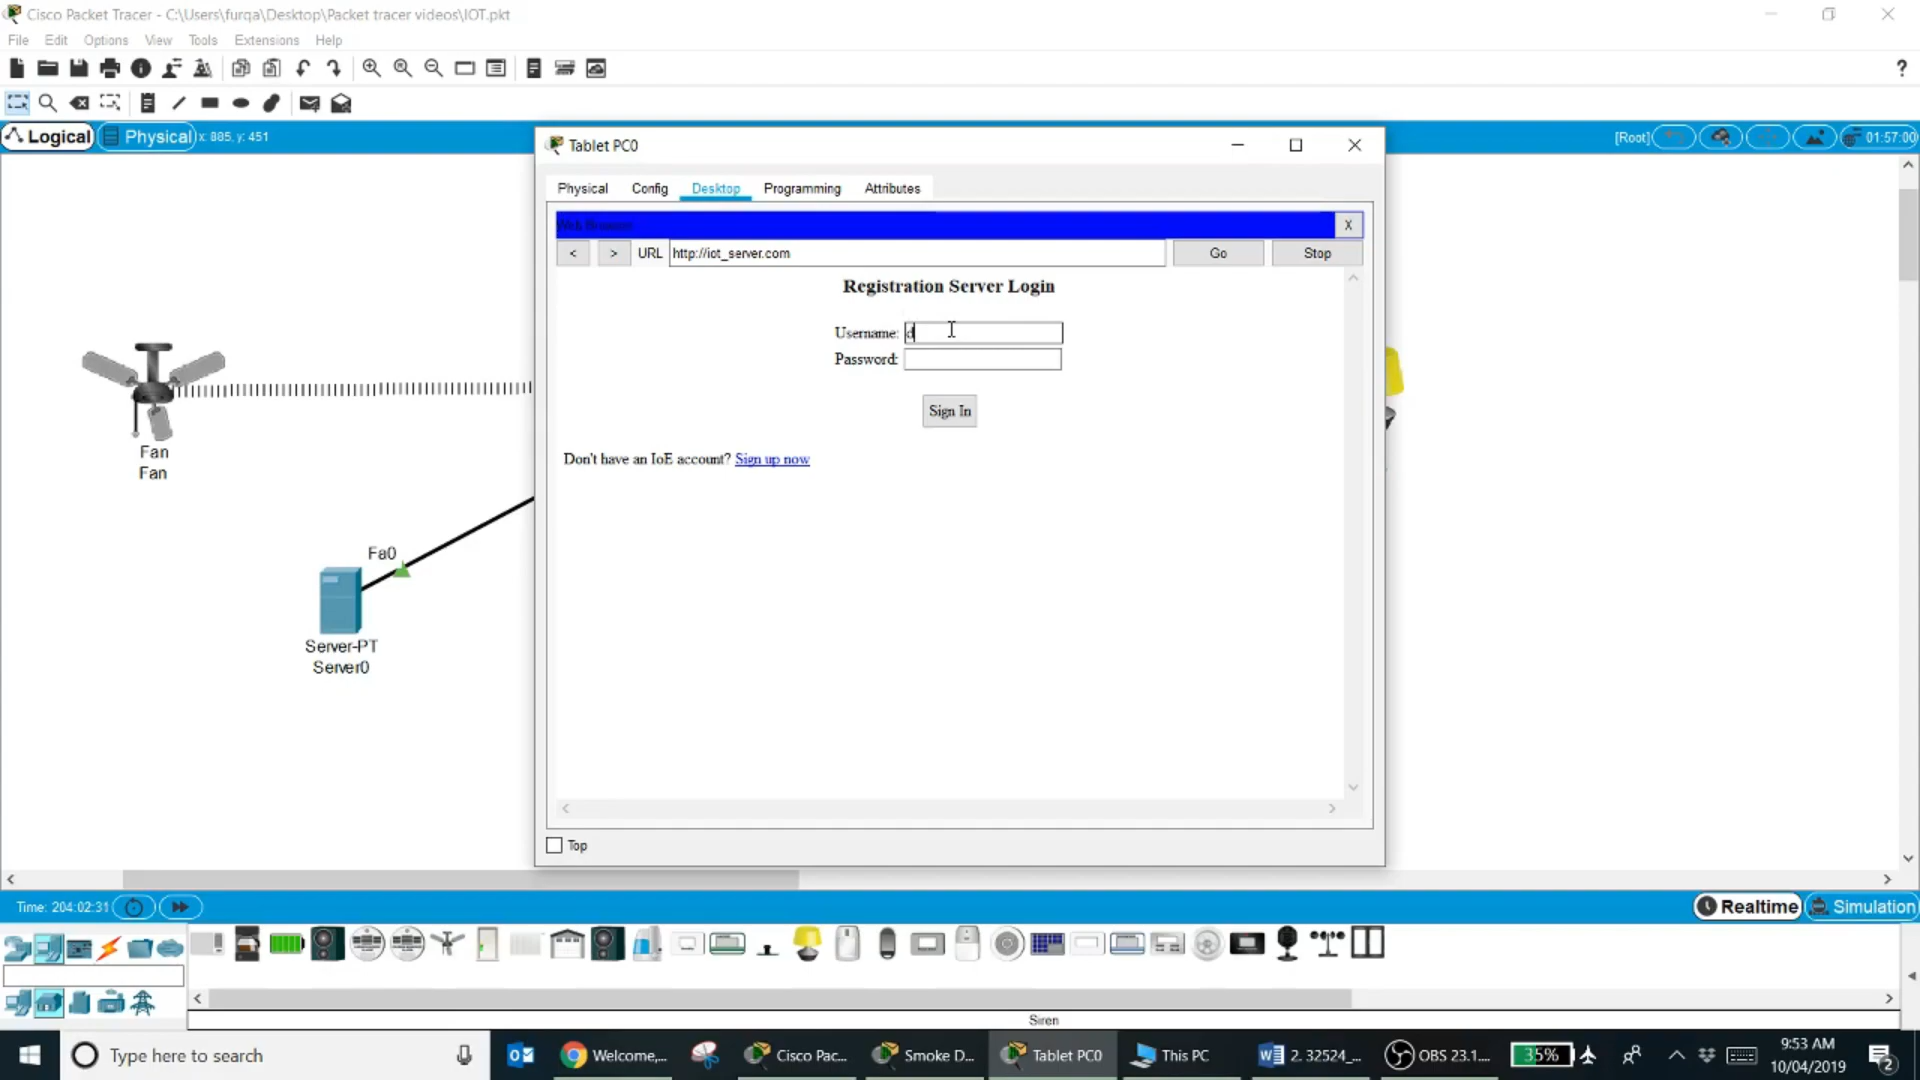 Cisco Packet Tracer - C:\Users\furqa\Desktop\Packet tracer videos\IOT.pkt
File Edit Options View Tools Extensions Help
?
Logical Physical x: 885, y: 451 [Root] 01:57:00
Tablet PC0
Physical Config Desktop Programming Attributes
Web Browser X
< > URL http://iot_server.com Go Stop
Registration Server Login
Username: d
Password:
Sign In
Don't have an IoE account? Sign up now
Top
Fan
Fan
Fa0
Server-PT
Server0
Time: 204:02:31 Realtime Simulation
Siren
Type here to search Welcome,... Cisco Pac... Smoke D... Tablet PC0 This PC 2. 32524_... OBS 23.1... 35% 9:53 AM
10/04/2019 2